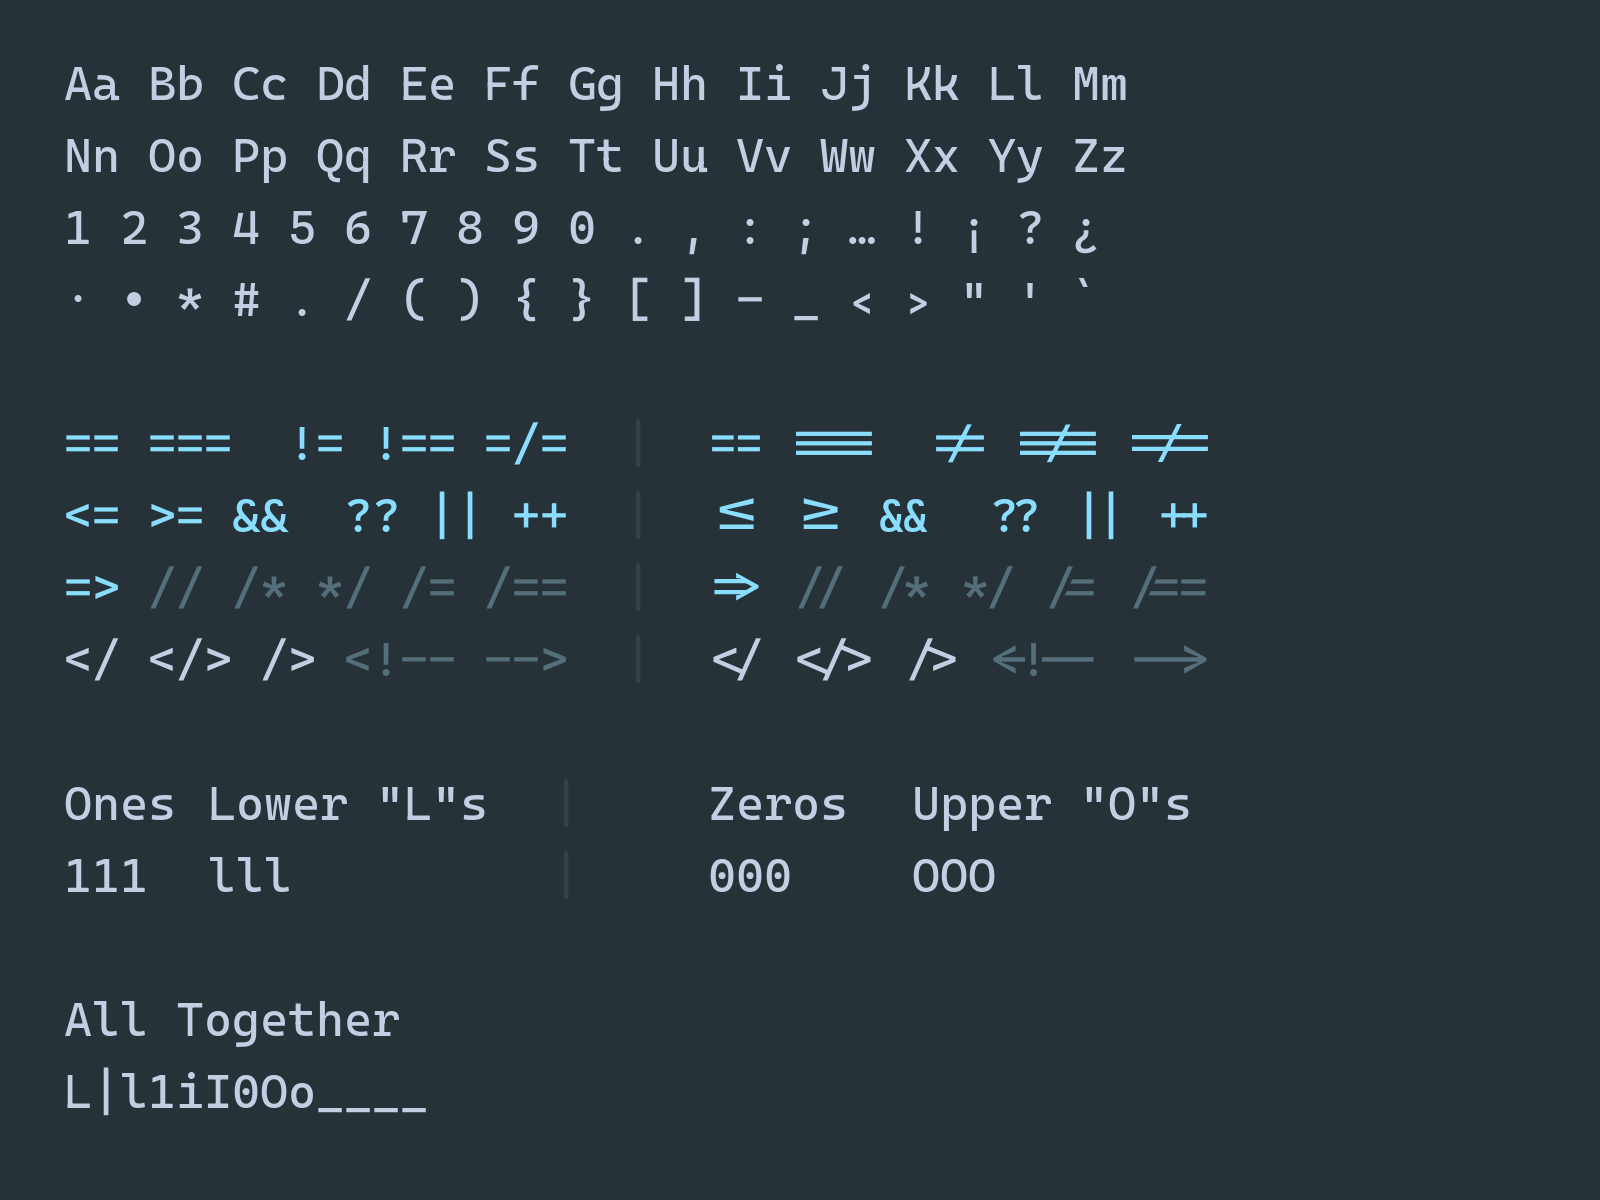 Aa Bb Cc Dd Ee Ff Gg Hh Ii Jj Kk Ll Mm
Nn Oo Pp Qq Rr Ss Tt Uu Vv Ww Xx Yy Zz
1 2 3 4 5 6 7 8 9 0 . , : ; … ! ¡ ? ¿
· • * # . / ( ) { } [ ] - _ < > " ' `
== ===  != !== =/=  |  == === != !== =/=
<= >= &&  ?? || ++  |  <= >= &&  ?? || ++
=> // /* */ /= /==  |  => // /* */ /= /==
</ </> /> <!-- -->  |  </ </> /> <!-- -->
Ones Lower "L"s  |  Zeros  Upper "O"s
111  lll  |  000  OOO
All Together
L|l1iI0Oo____